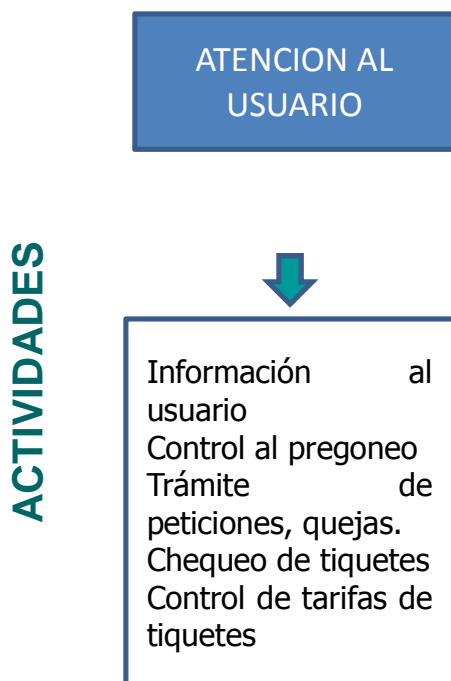 ATENCION AL
USUARIO
ACTIVIDADES
Información al
usuario
Control al pregoneo
Trámite de
peticiones, quejas.
Chequeo de tiquetes
Control de tarifas de
tiquetes